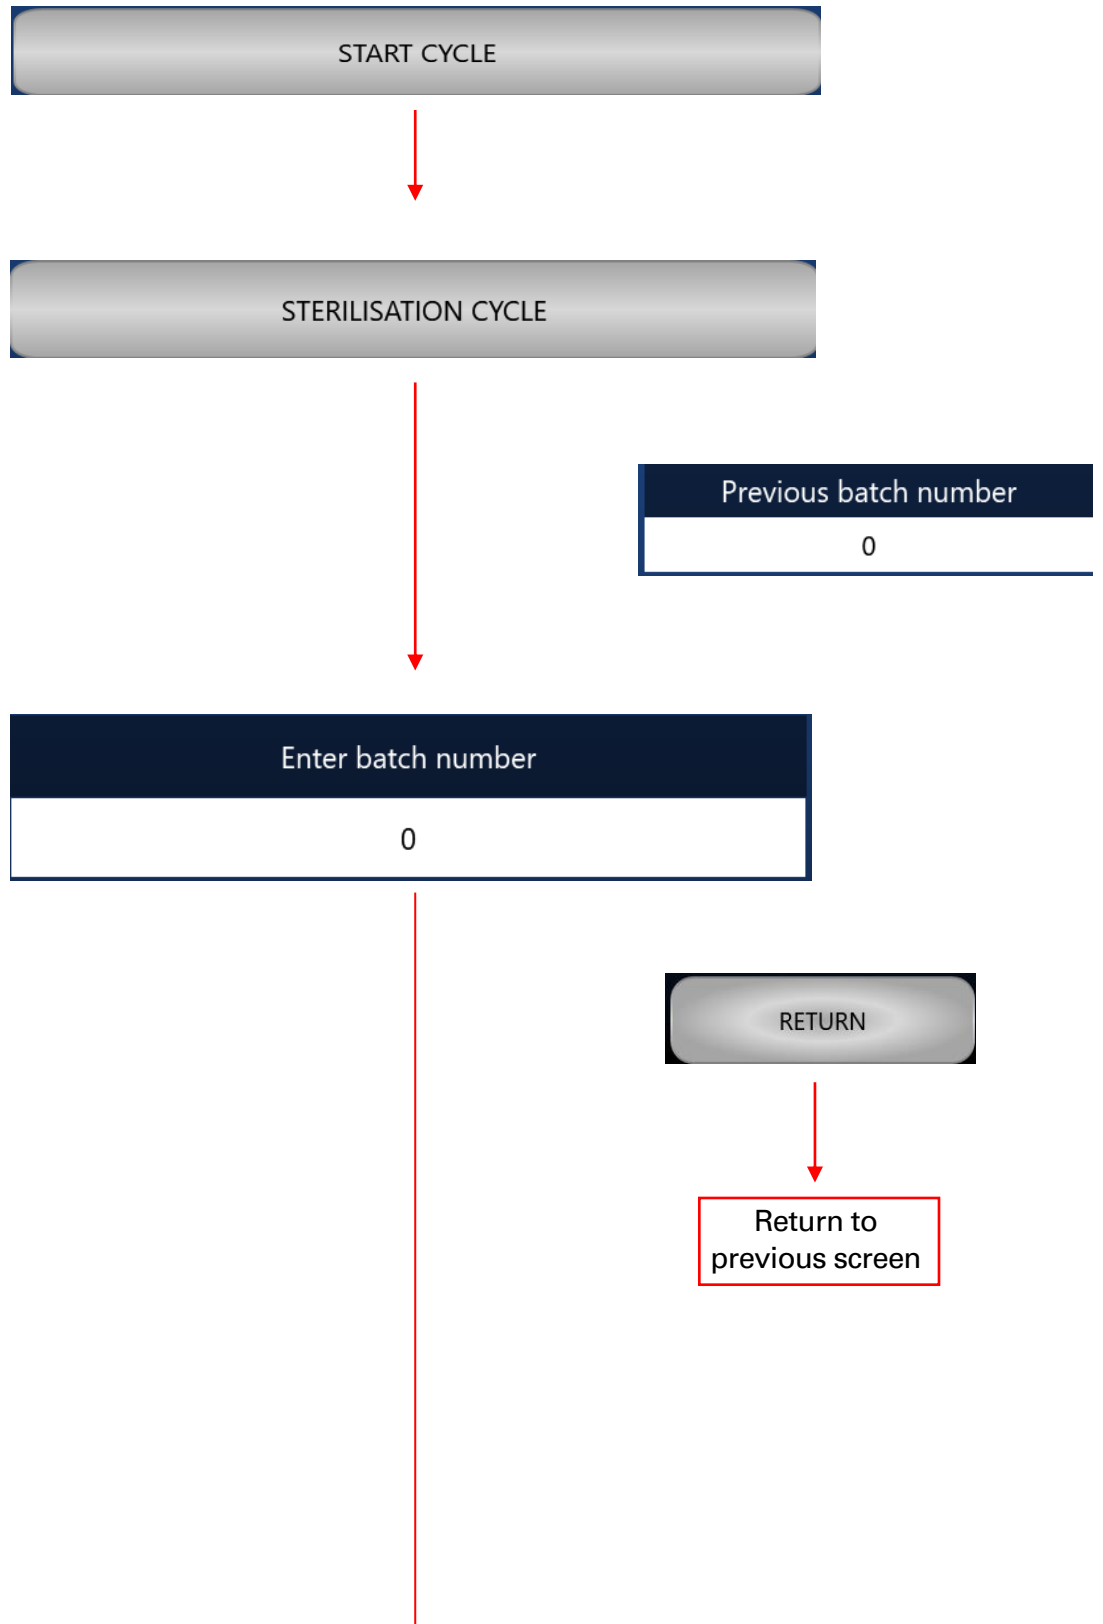 START CYCLE
STERILISATION CYCLE
Previous batch number
0
Enter batch number
0
RETURN
Return to
previous screen